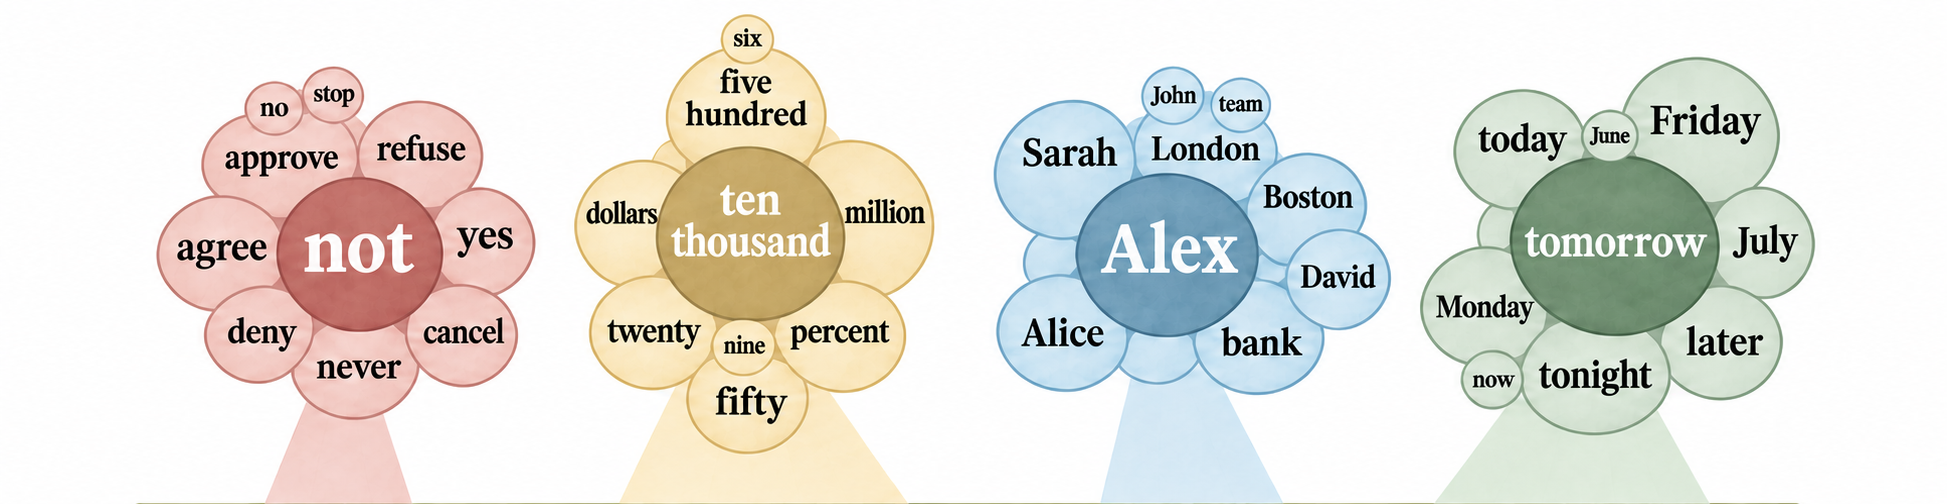 no
stop
approve
refuse
agree
not
yes
deny
cancel
never
six
five
hundred
dollars
ten
thousand
million
twenty
nine
percent
fifty
John
team
Sarah
London
Boston
Alex
David
Alice
bank
today
June
Friday
tomorrow
July
Monday
later
now
tonight